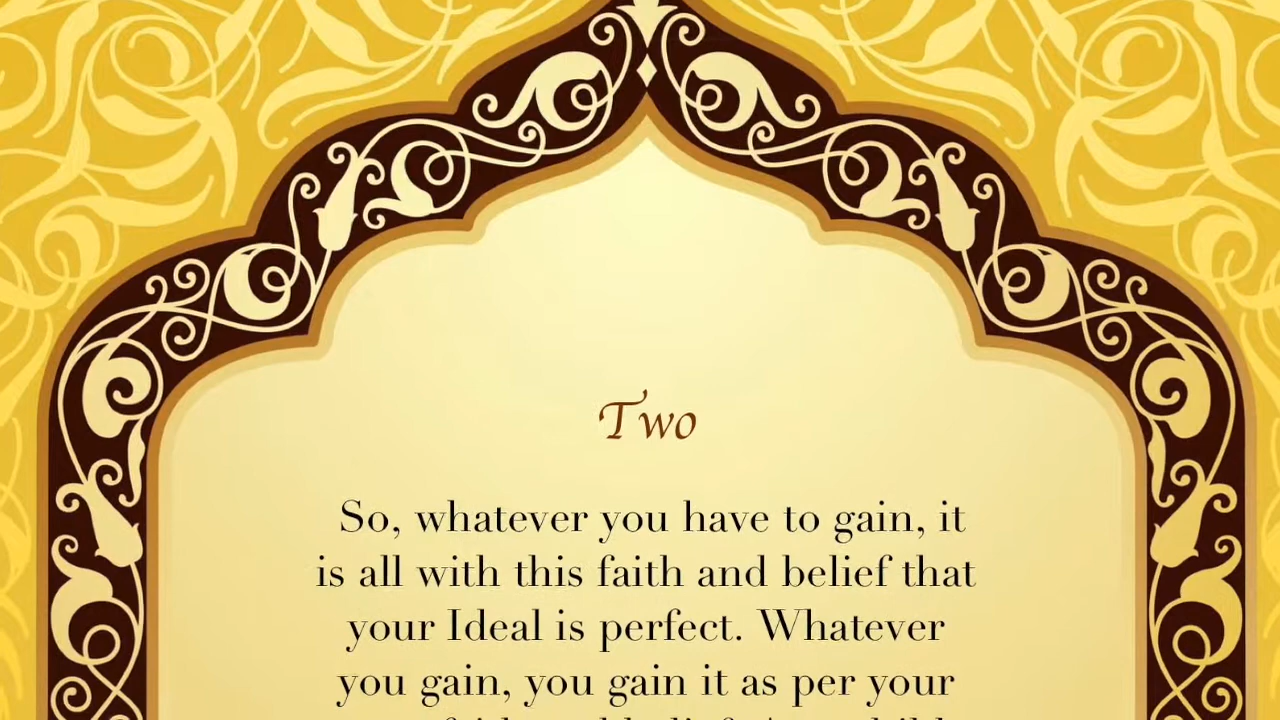 Two
So, whatever you have to gain, it
is all with this faith and belief that
your Ideal is perfect. Whatever
you gain, you gain it as per your